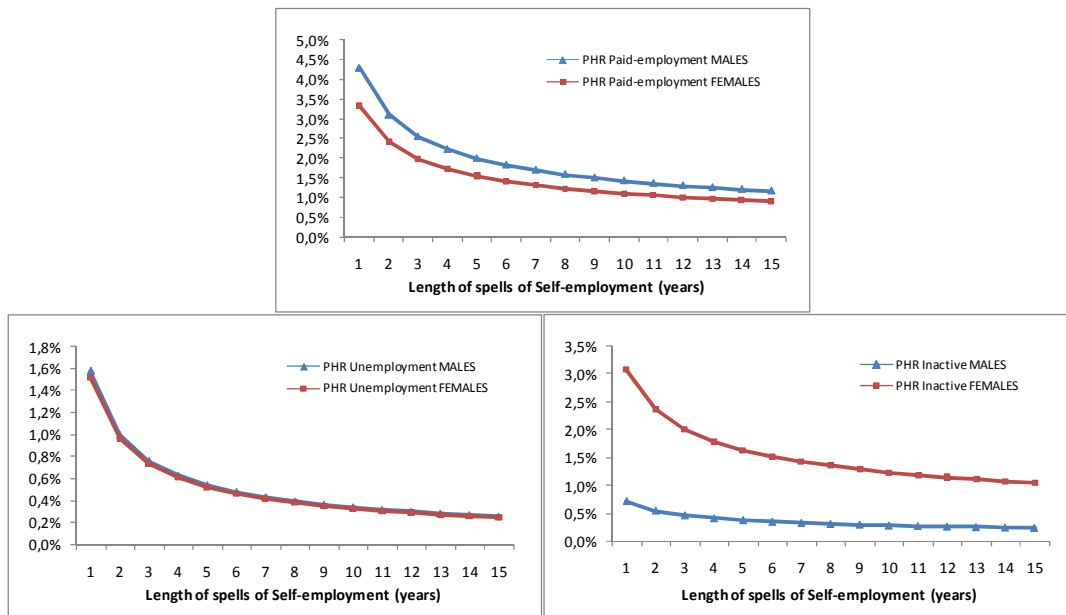 5,0%
4,5%
4,0%
3,5%
3,0%
2,5%
2,0%
1,5%
1,0%
0,5%
0,0%
PHR Paid-employment MALES
PHR Paid-employment FEMALES
1 2 3 4 5 6 7 8 9 10 11 12 13 14 15
Length of spells of Self-employment (years)
1,8%
1,6%
1,4%
1,2%
1,0%
0,8%
0,6%
0,4%
0,2%
0,0%
PHR Unemployment MALES
PHR Unemployment FEMALES
1 2 3 4 5 6 7 8 9 10 11 12 13 14 15
Length of spells of Self-employment (years)
3,5%
3,0%
2,5%
2,0%
1,5%
1,0%
0,5%
0,0%
PHR Inactive MALES
PHR Inactive FEMALES
1 2 3 4 5 6 7 8 9 10 11 12 13 14 15
Length of spells of Self-employment (years)